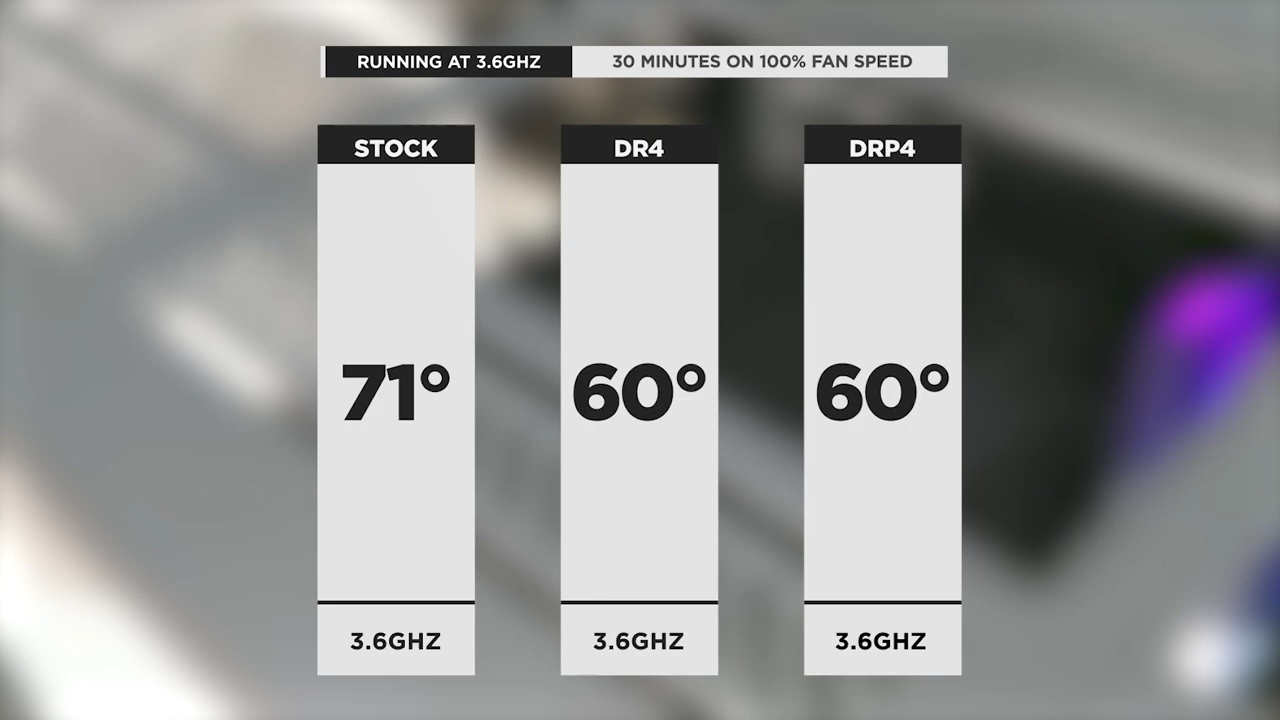 RUNNING AT 3.6GHZ
30 MINUTES ON 100% FAN SPEED
STOCK
DR4
DRP4
71°
60°
60°
3.6GHZ
3.6GHZ
3.6GHZ